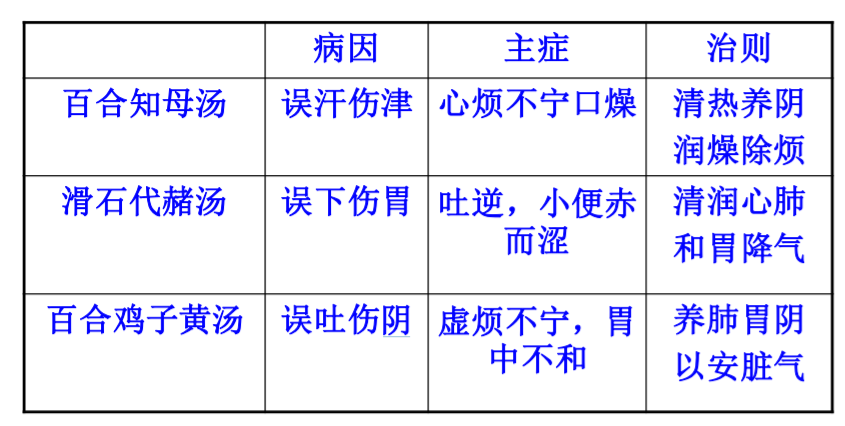 病因 主症 治则
百合知母汤 误汗伤津 心烦不宁口燥 清热养阴
润燥除烦
滑石代赭汤 误下伤胃 吐逆，小便赤 清润心肺
而涩 和胃降气
百合鸡子黄汤 误吐伤阴 虚烦不宁，胃 养肺胃阴
中不和 以安脏气